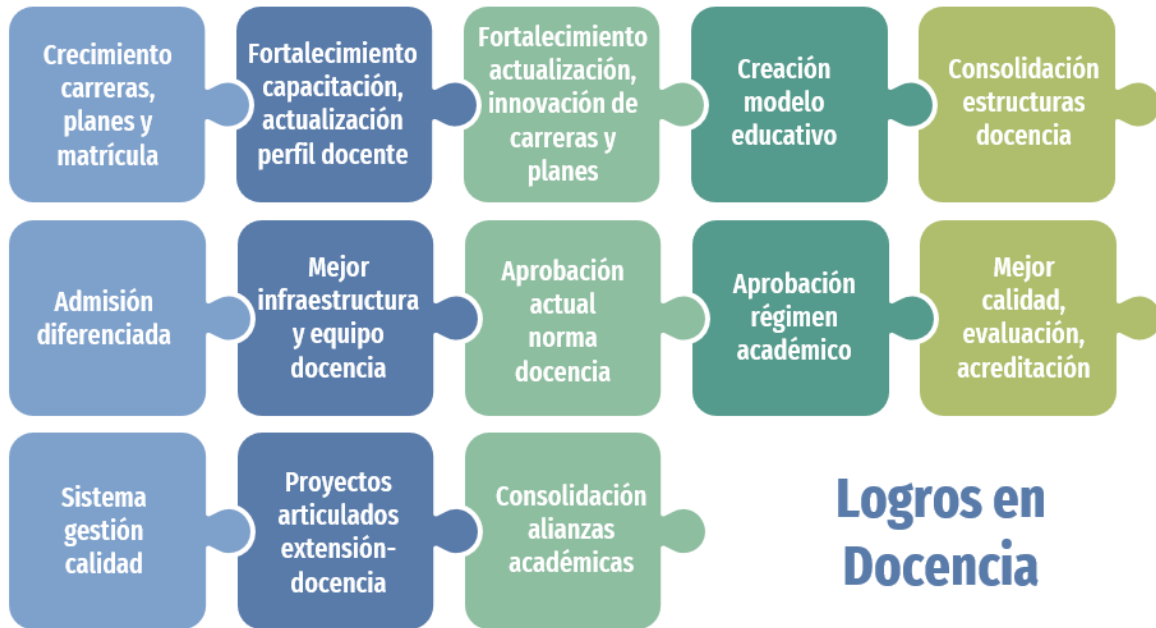 Crecimiento
carreras,
planes y
matrícula
Fortalecimiento
capacitación,
actualización
perfil docente
Fortalecimiento
actualización,
innovación de
carreras y
planes
Creación
modelo
educativo
Consolidación
estructuras
docencia
Admisión
diferenciada
Mejor
infraestructura
y equipo
docencia
Aprobación
actual
norma
docencia
Aprobación
régimen
académico
Mejor
calidad,
evaluación,
acreditación
Sistema
gestión
calidad
Proyectos
articulados
extensión-
docencia
Consolidación
alianzas
académicas
Logros en
Docencia